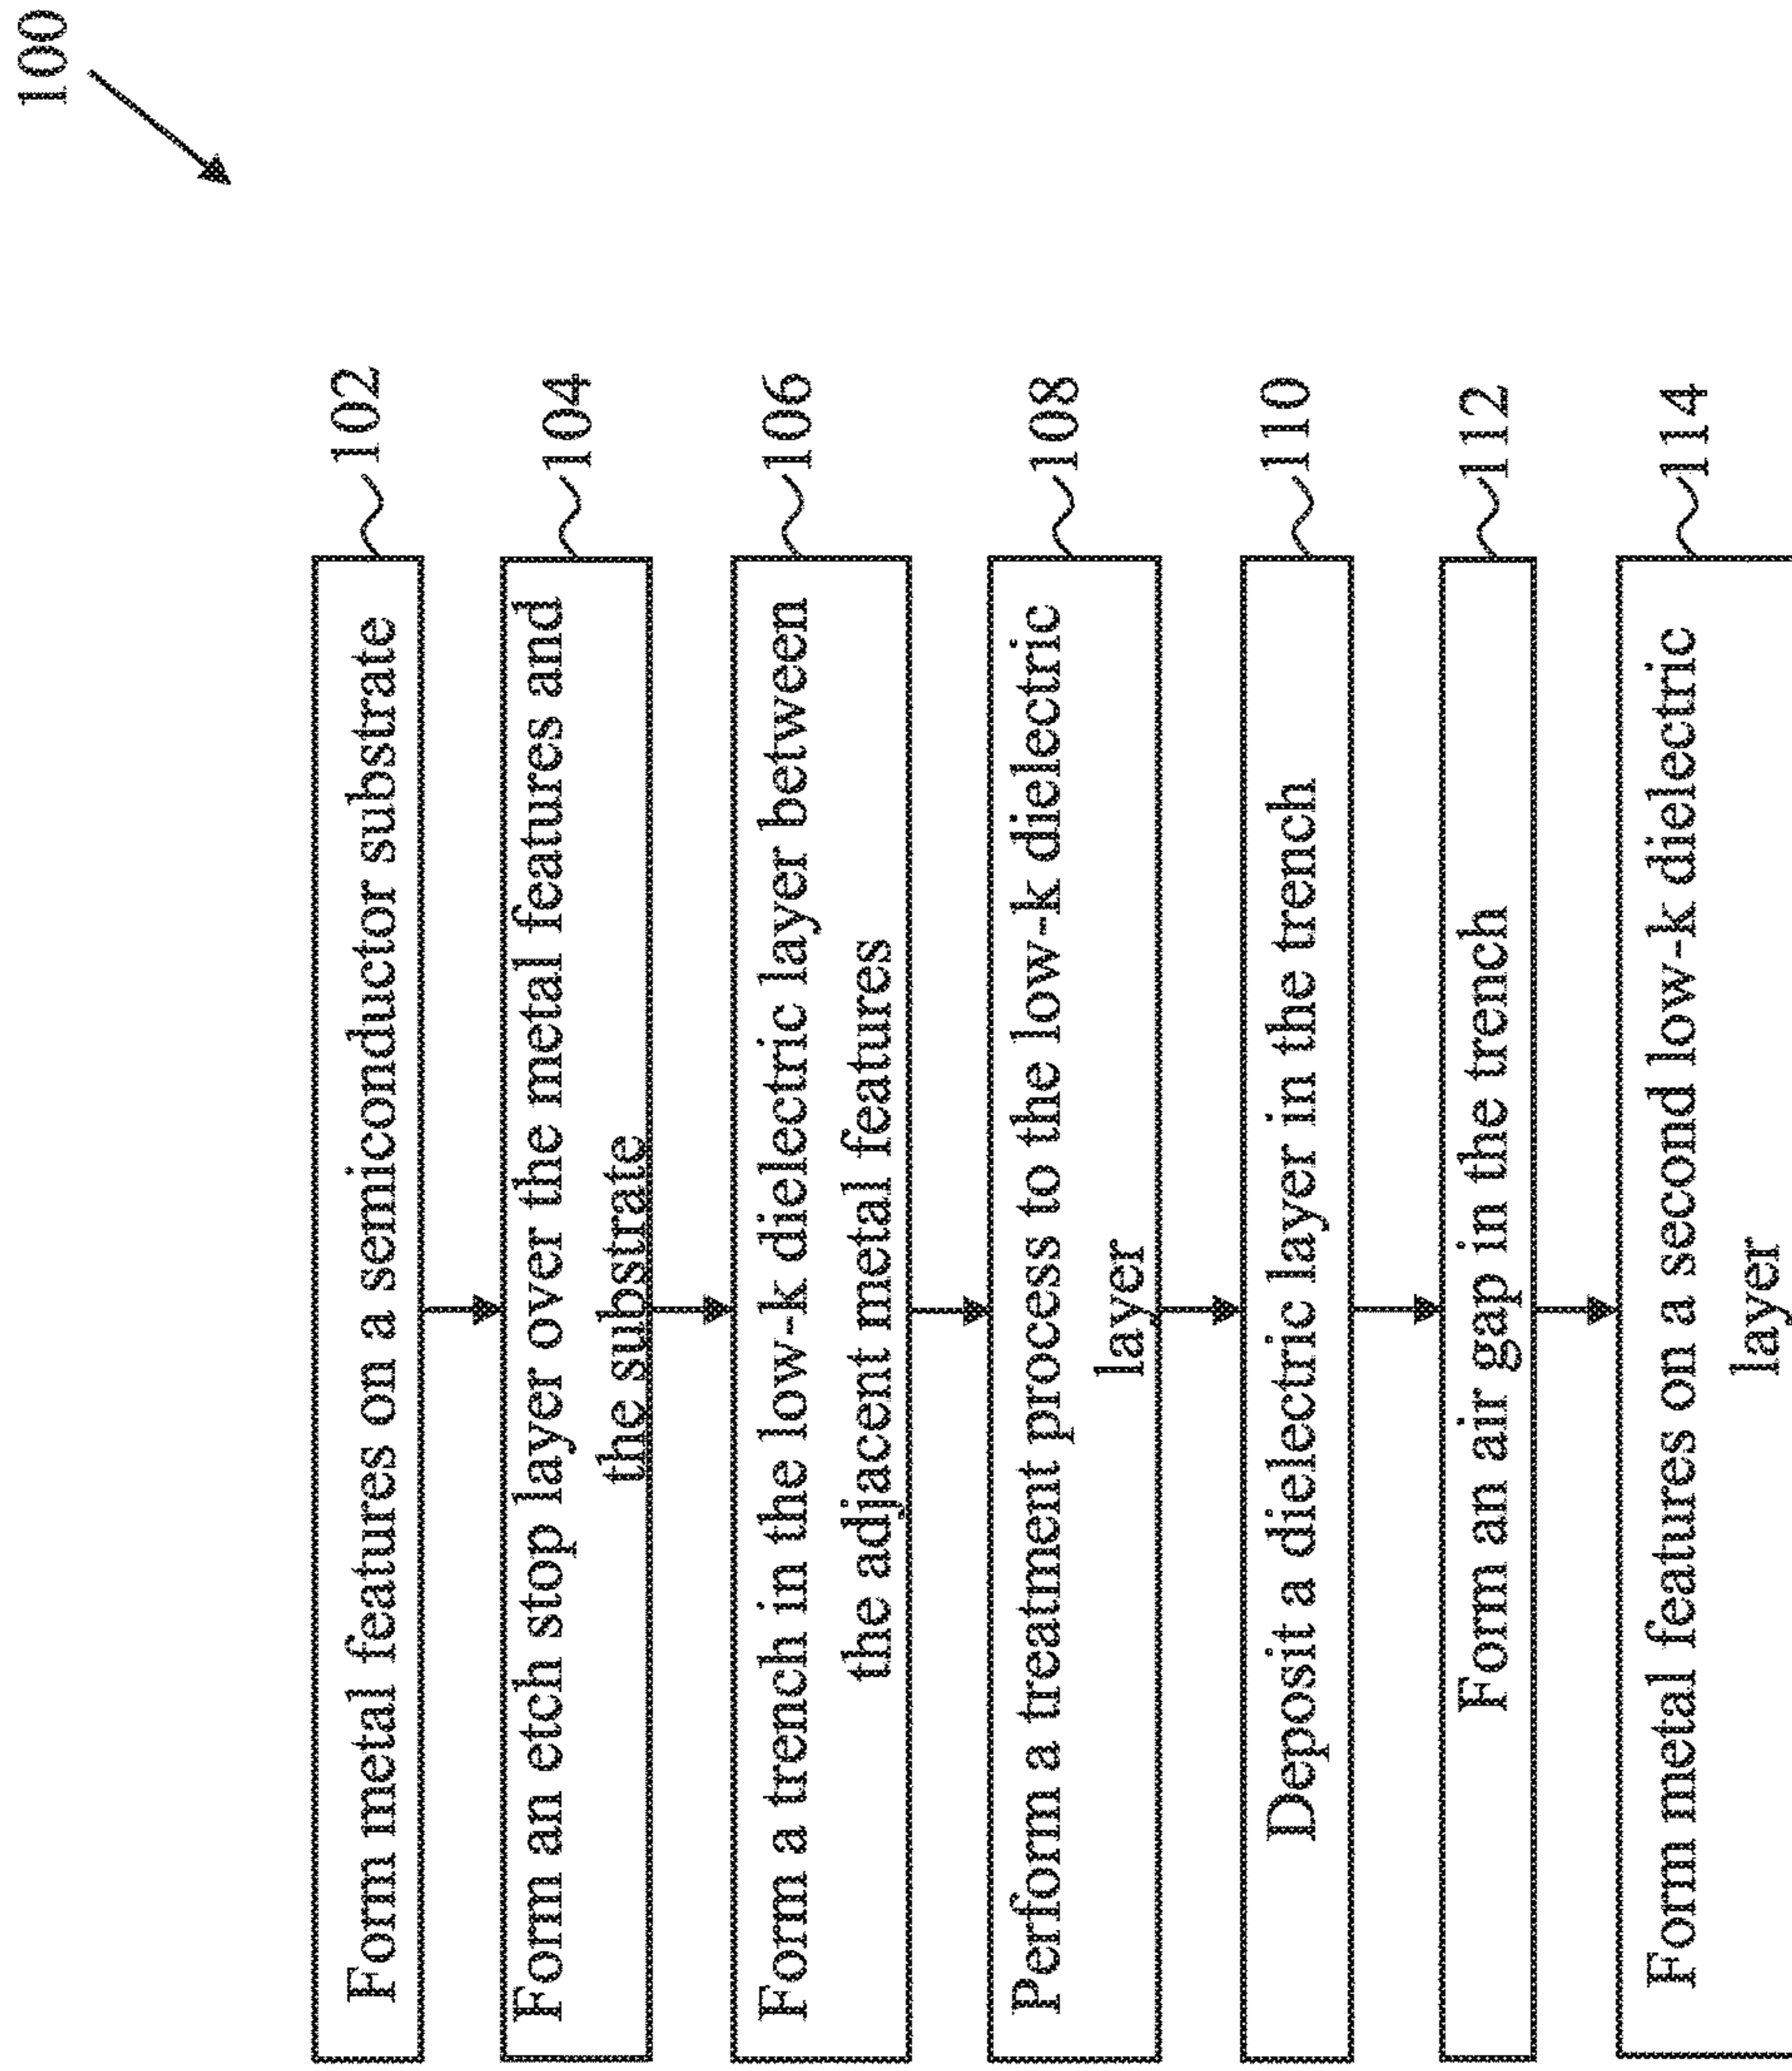 100
Form metal features on a semiconductor substrate
102
Form an etch stop layer over the metal features and
the substrate
104
Form a trench in the low-k dielectric layer between
the adjacent metal features
106
Perform a treatment process to the low-k dielectric
layer
108
Deposit a dielectric layer in the trench
110
Form an air gap in the trench
112
Form metal features on a second low-k dielectric
layer
114